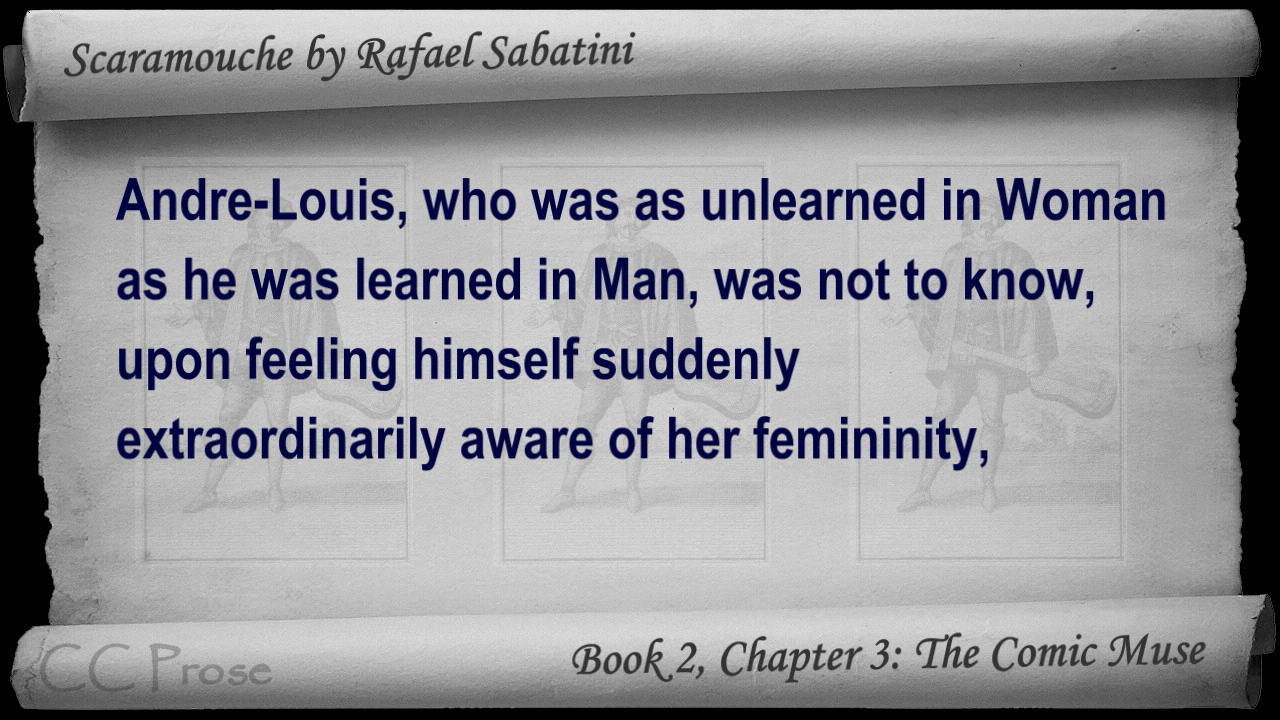 Scaramouche by Rafael Sabatini
Andre-Louis, who was as unlearned in Woman
as he was learned in Man, was not to know,
upon feeling himself suddenly
extraordinarily aware of her femininity,
CC Prose
Book 2, Chapter 3: The Comic Muse